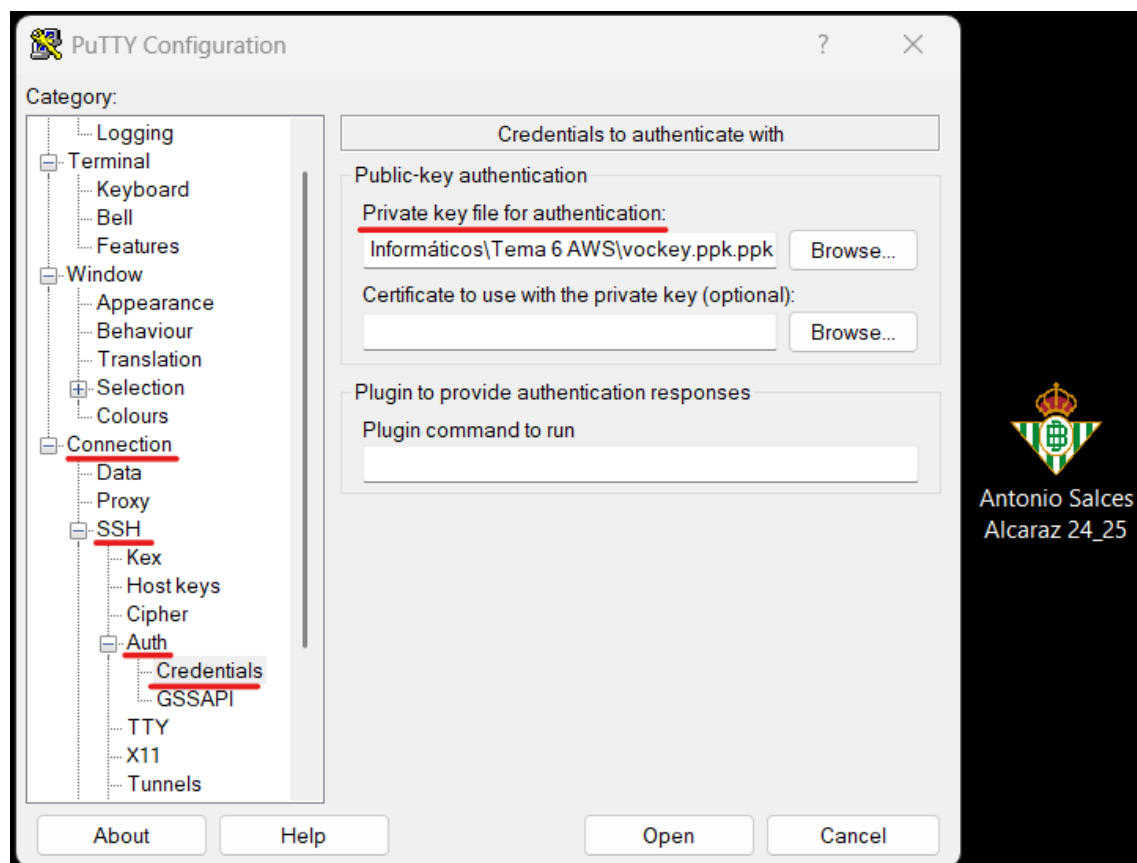 PuTTY Configuration
?
Category:
Logging
Terminal
Keyboard
Bell
Features
Window
Appearance
Behaviour
Translation
Selection
Colours
Connection
Data
Proxy
SSH
Kex
Host keys
Cipher
Auth
Credentials
GSSAPI
TTY
X11
Tunnels
Credentials to authenticate with
Public-key authentication
Private key file for authentication:
Informáticos\Tema 6 AWS\vockey.ppk.ppk
Browse...
Certificate to use with the private key (optional):
Browse...
Plugin to provide authentication responses
Plugin command to run
About
Help
Open
Cancel
Antonio Salces
Alcaraz 24_25